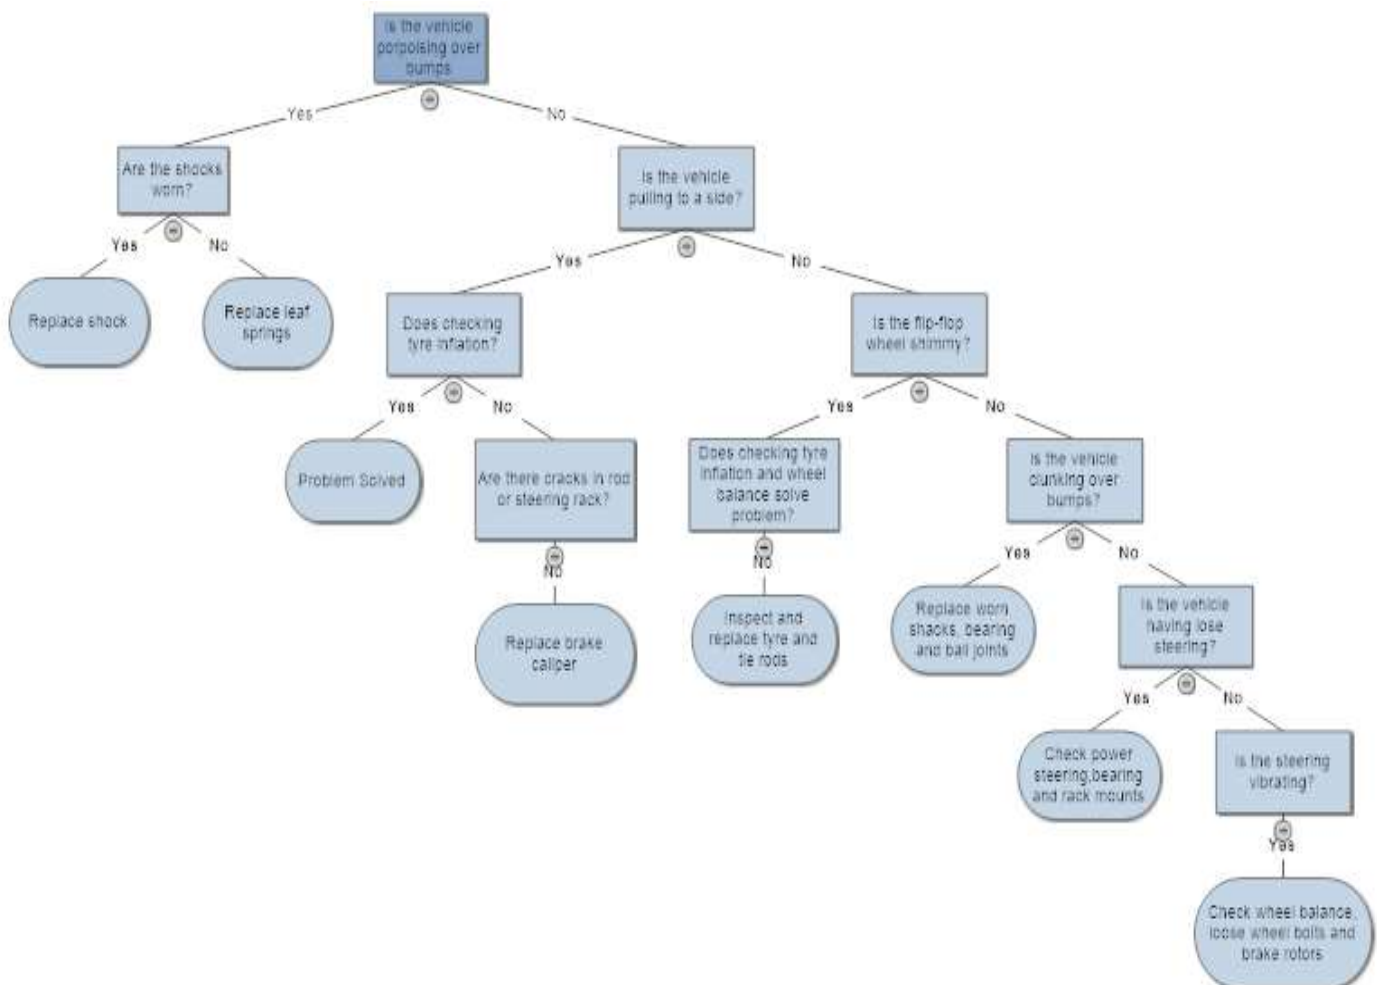 Is the vehicle
porpoising over
bumps
Yes
No
Are the shocks
worn?
Is the vehicle
pulling to a side?
Yes
No
Yes
No
Replace shock
Replace leaf
springs
Does checking
tyre inflation?
Is the flip-flop
wheel shimmy?
Yes
No
Yes
No
Problem Solved
Are there cracks in rod
or steering rack?
Does checking tyre
inflation and wheel
balance solve
problem?
Is the vehicle
clunking over
bumps?
No
No
Yes
No
Replace brake
caliper
Inspect and
replace tyre and
tie rods
Replace worn
shacks, bearing
and ball joints
Is the vehicle
having lose
steering?
Yes
No
Check power
steering,bearing
and rack mounts
Is the steering
vibrating?
Yes
Check wheel balance,
loose wheel bolts and
brake rotors